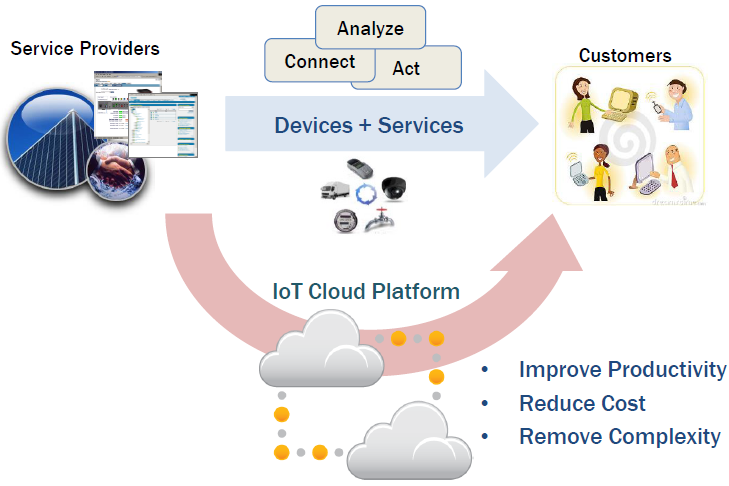 Service Providers
Analyze
Connect
Act
Customers
Devices + Services
IoT Cloud Platform
• Improve Productivity
• Reduce Cost
• Remove Complexity